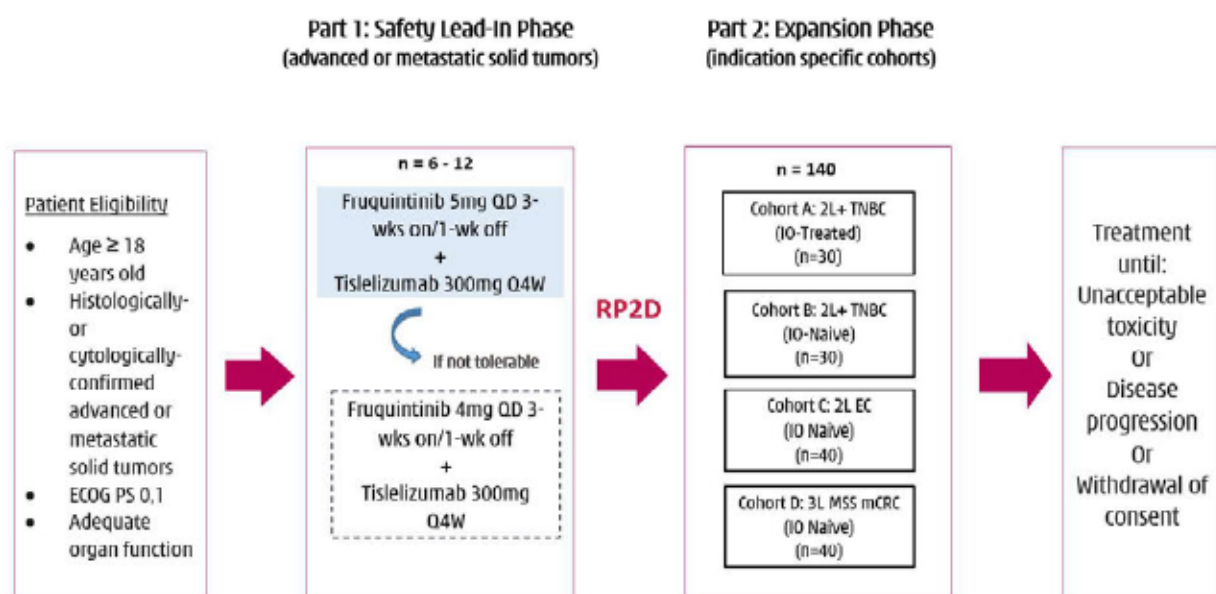 Part 1: Safety Lead-In Phase
(advanced or metastatic solid tumors)
Part 2: Expansion Phase
(indication specific cohorts)
Patient Eligibility
● Age ≥ 18
years old
● Histologically-
or
cytologically-
confirmed
advanced or
metastatic
solid tumors
● ECOG PS 0,1
● Adequate
organ function
n = 6 - 12
Fruquintinib 5mg QD 3-
wks on/1-wk off
+
Tislelizumab 300mg Q4W
If not tolerable
Fruquintinib 4mg QD 3-
wks on/1-wk off
+
Tislelizumab 300mg
Q4W
RP2D
n = 140
Cohort A: 2L+ TNBC
(IO-Treated)
(n=30)
Cohort B: 2L+ TNBC
(IO-Naive)
(n=30)
Cohort C: 2L EC
(IO Naive)
(n=40)
Cohort D: 3L MSS mCRC
(IO Naive)
(n=40)
Treatment
until:
Unacceptable
toxicity
Or
Disease
progression
Or
Withdrawal of
consent